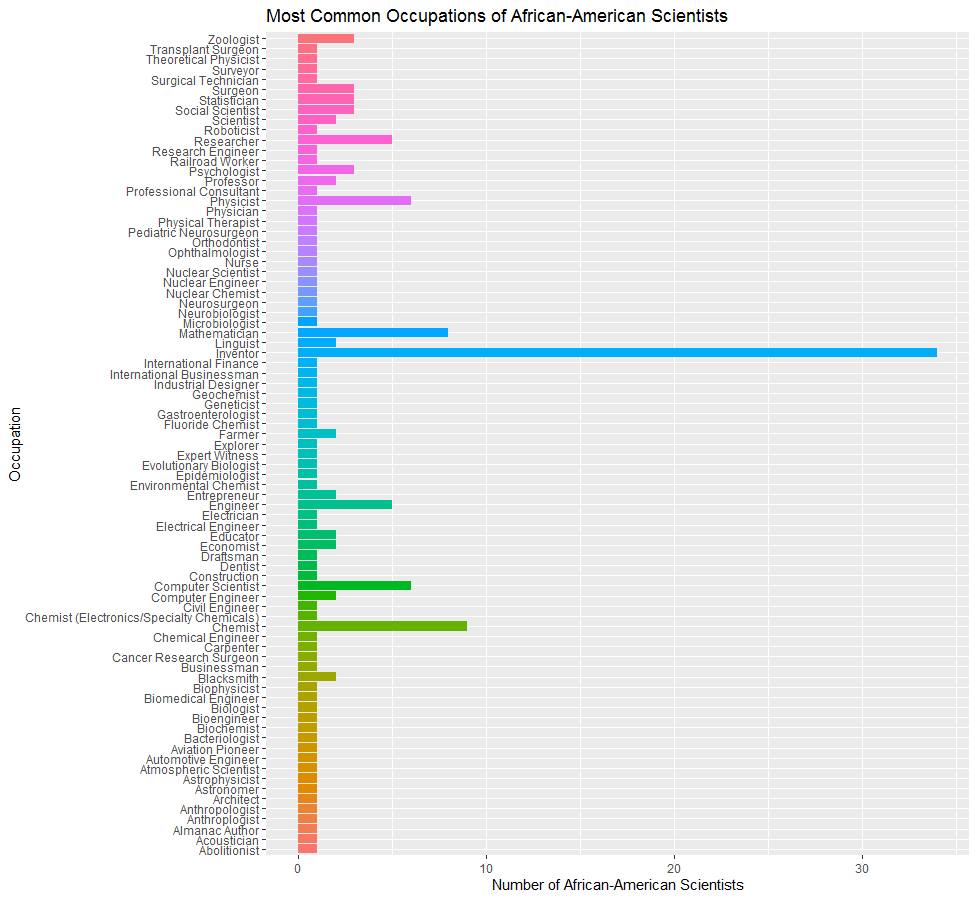 Most Common Occupations of African-American Scientists
Zoologist
Transplant Surgeon
Theoretical Physicist
Surveyor
Surgical Technician
Surgeon
Statistician
Social Scientist
Scientist
Roboticist
Researcher
Research Engineer
Railroad Worker
Psychologist
Professor
Professional Consultant
Physicist
Physician
Physical Therapist
Pediatric Neurosurgeon
Orthodontist
Ophthalmologist
Nurse
Nuclear Scientist
Nuclear Engineer
Nuclear Chemist
Neurosurgeon
Neurobiologist
Microbiologist
Mathematician
Linguist
Inventor
International Finance
International Businessman
Industrial Designer
Geochemist
Geneticist
Gastroenterologist
Fluoride Chemist
Farmer
Explorer
Expert Witness
Evolutionary Biologist
Epidemiologist
Environmental Chemist
Entrepreneur
Engineer
Electrician
Electrical Engineer
Educator
Economist
Draftsman
Dentist
Construction
Computer Scientist
Computer Engineer
Civil Engineer
Chemist (Electronics/Specialty Chemicals)
Chemist
Chemical Engineer
Carpenter
Cancer Research Surgeon
Businessman
Blacksmith
Biophysicist
Biomedical Engineer
Biologist
Bioengineer
Biochemist
Bacteriologist
Aviation Pioneer
Automotive Engineer
Atmospheric Scientist
Astrophysicist
Astronomer
Architect
Anthropologist
Anthroplogist
Almanac Author
Acoustician
Abolitionist
Occupation
0 10 20 30
Number of African-American Scientists